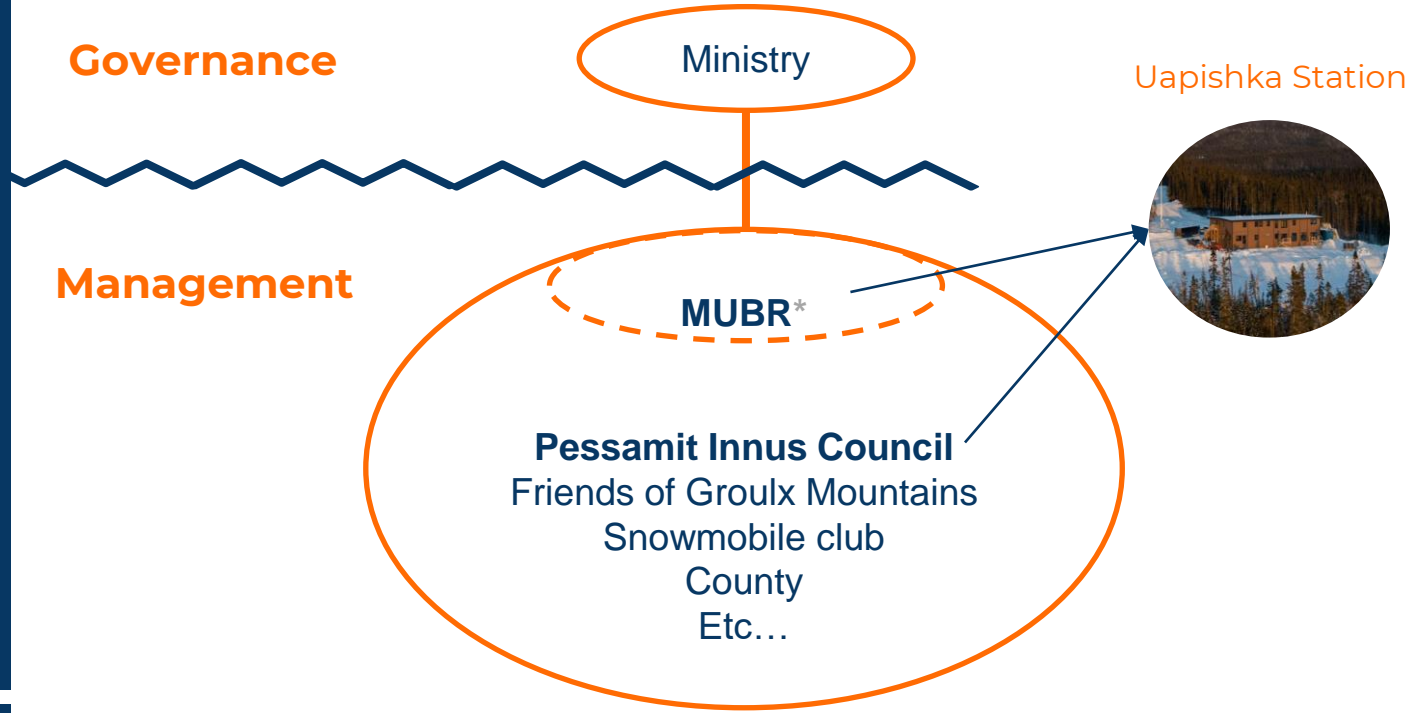 Governance
Ministry
Uapishka Station
Management
MUBR*
Pessamit Innus Council
Friends of Groulx Mountains
Snowmobile club
County
Etc…